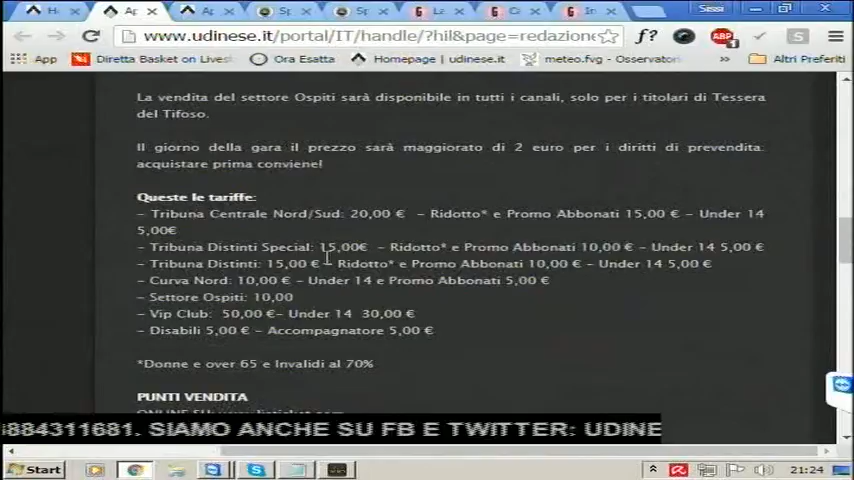 Sissi
www.udinese.it/portal/IT/handle/?hil&page=redazion
f?
ABP
1
S
App
Diretta Basket on Livest
Ora Esatta
Homepage | udinese.it
meteo.fvg - Osservator
»
Altri Preferiti
La vendita del settore Ospiti sarà disponibile in tutti i canali, solo per i titolari di Tessera
del Tifoso.
Il giorno della gara il prezzo sarà maggiorato di 2 euro per i diritti di prevendita:
acquistare prima conviene!
Queste le tariffe:
– Tribuna Centrale Nord/Sud: 20,00 € – Ridotto* e Promo Abbonati 15,00 € – Under 14
5,00€
– Tribuna Distinti Special: 15,00€ – Ridotto* e Promo Abbonati 10,00 € – Under 14 5,00 €
– Tribuna Distinti: 15,00 € – Ridotto* e Promo Abbonati 10,00 € – Under 14 5,00 €
– Curva Nord: 10,00 € – Under 14 e Promo Abbonati 5,00 €
– Settore Ospiti: 10,00
– Vip Club: 50,00 €– Under 14 30,00 €
– Disabili 5,00 € – Accompagnatore 5,00 €
*Donne e over 65 e Invalidi al 70%
PUNTI VENDITA
8884311681. SIAMO ANCHE SU FB E TWITTER: UDINE
Start
21:24